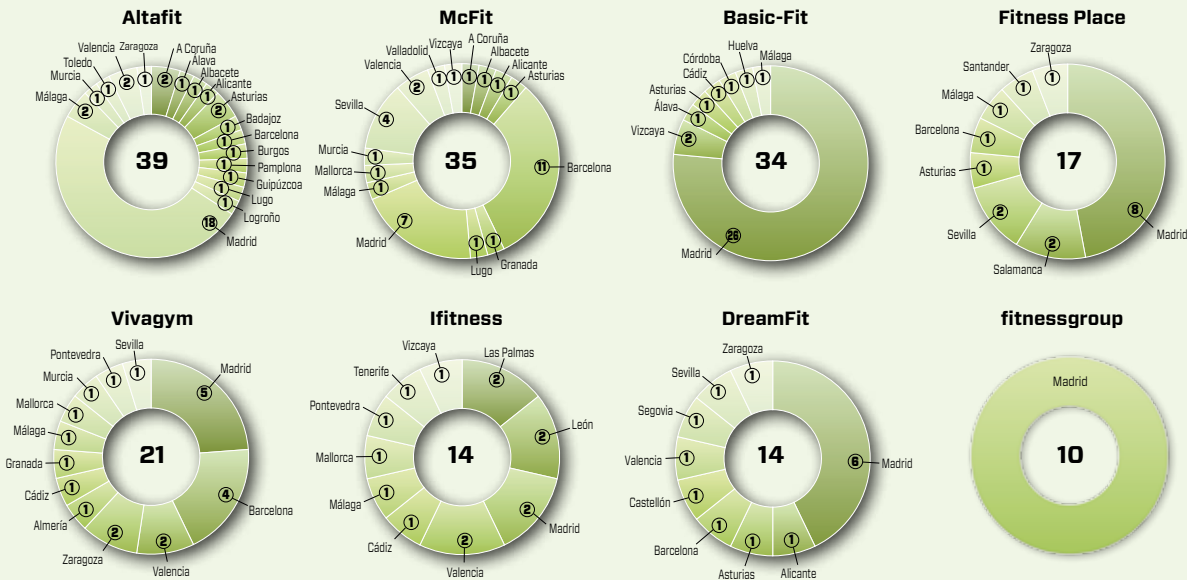 Altafit
Valencia
Zaragoza
Toledo
Murcia
Málaga
A Coruña
Álava
Albacete
Alicante
Asturias
Badajoz
Barcelona
Burgos
Pamplona
Guipúzcoa
Lugo
Logroño
Madrid
2
1
1
1
2
2
1
1
1
2
1
1
1
1
1
1
1
18
39
McFit
Valladolid
Vizcaya
Valencia
Sevilla
Murcia
Mallorca
Málaga
Madrid
A Coruña
Albacete
Alicante
Asturias
Barcelona
Granada
Lugo
1
1
2
4
1
1
1
7
1
1
1
1
11
1
1
35
Basic-Fit
Huelva
Málaga
Córdoba
Cádiz
Asturias
Álava
Vizcaya
Madrid
1
1
1
1
1
1
2
26
34
Fitness Place
Zaragoza
Santander
Málaga
Barcelona
Asturias
Sevilla
Salamanca
Madrid
1
1
1
1
1
2
2
8
17
Vivagym
Sevilla
Pontevedra
Murcia
Mallorca
Málaga
Granada
Cádiz
Almería
Zaragoza
Valencia
Barcelona
Madrid
1
1
1
1
1
1
1
1
2
2
4
5
21
Ifitness
Vizcaya
Tenerife
Pontevedra
Mallorca
Málaga
Cádiz
Valencia
Madrid
León
Las Palmas
1
1
1
1
1
1
2
2
2
2
14
DreamFit
Zaragoza
Sevilla
Segovia
Valencia
Castellón
Barcelona
Asturias
Alicante
Madrid
1
1
1
1
1
1
1
1
6
14
fitnessgroup
Madrid
10